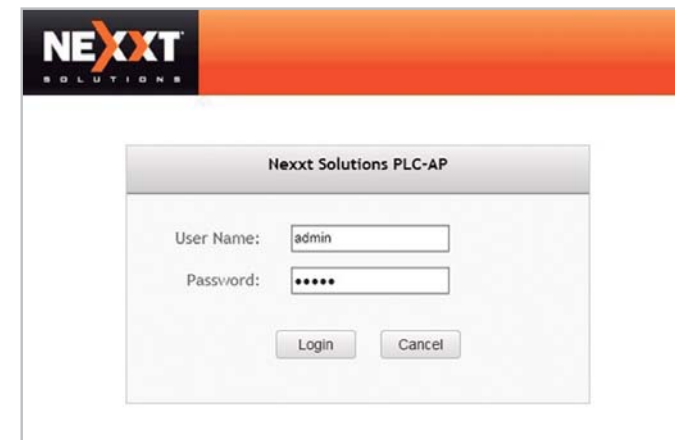 NEXXT
SOLUTIONS
Nexxt Solutions PLC-AP
User Name: admin
Password: •••••
Login Cancel